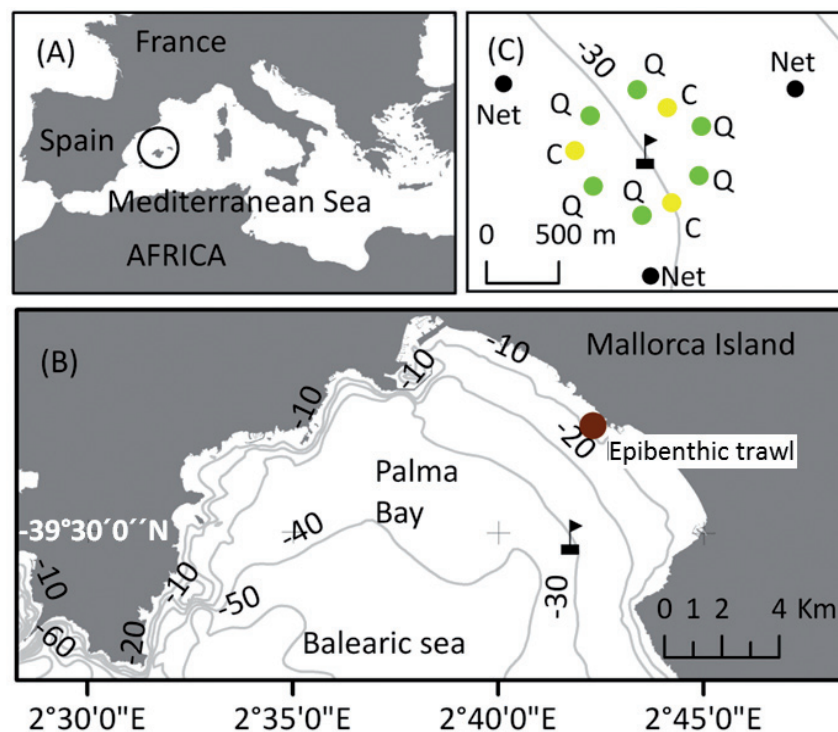 (A)
France
Spain
Mediterranean Sea
AFRICA
(C)
-30
Net
Q
C
Q
Q
Net
C
Q
Q
Q
C
0 500 m
Net
(B)
-10
-10
Mallorca Island
-10
-20
Epibenthic trawl
Palma
Bay
-39°30´0´´N
-40
-10
-10
-50
-30
-60
-20
Balearic sea
0 1 2 4 Km
2°30'0"E 2°35'0"E 2°40'0"E 2°45'0"E